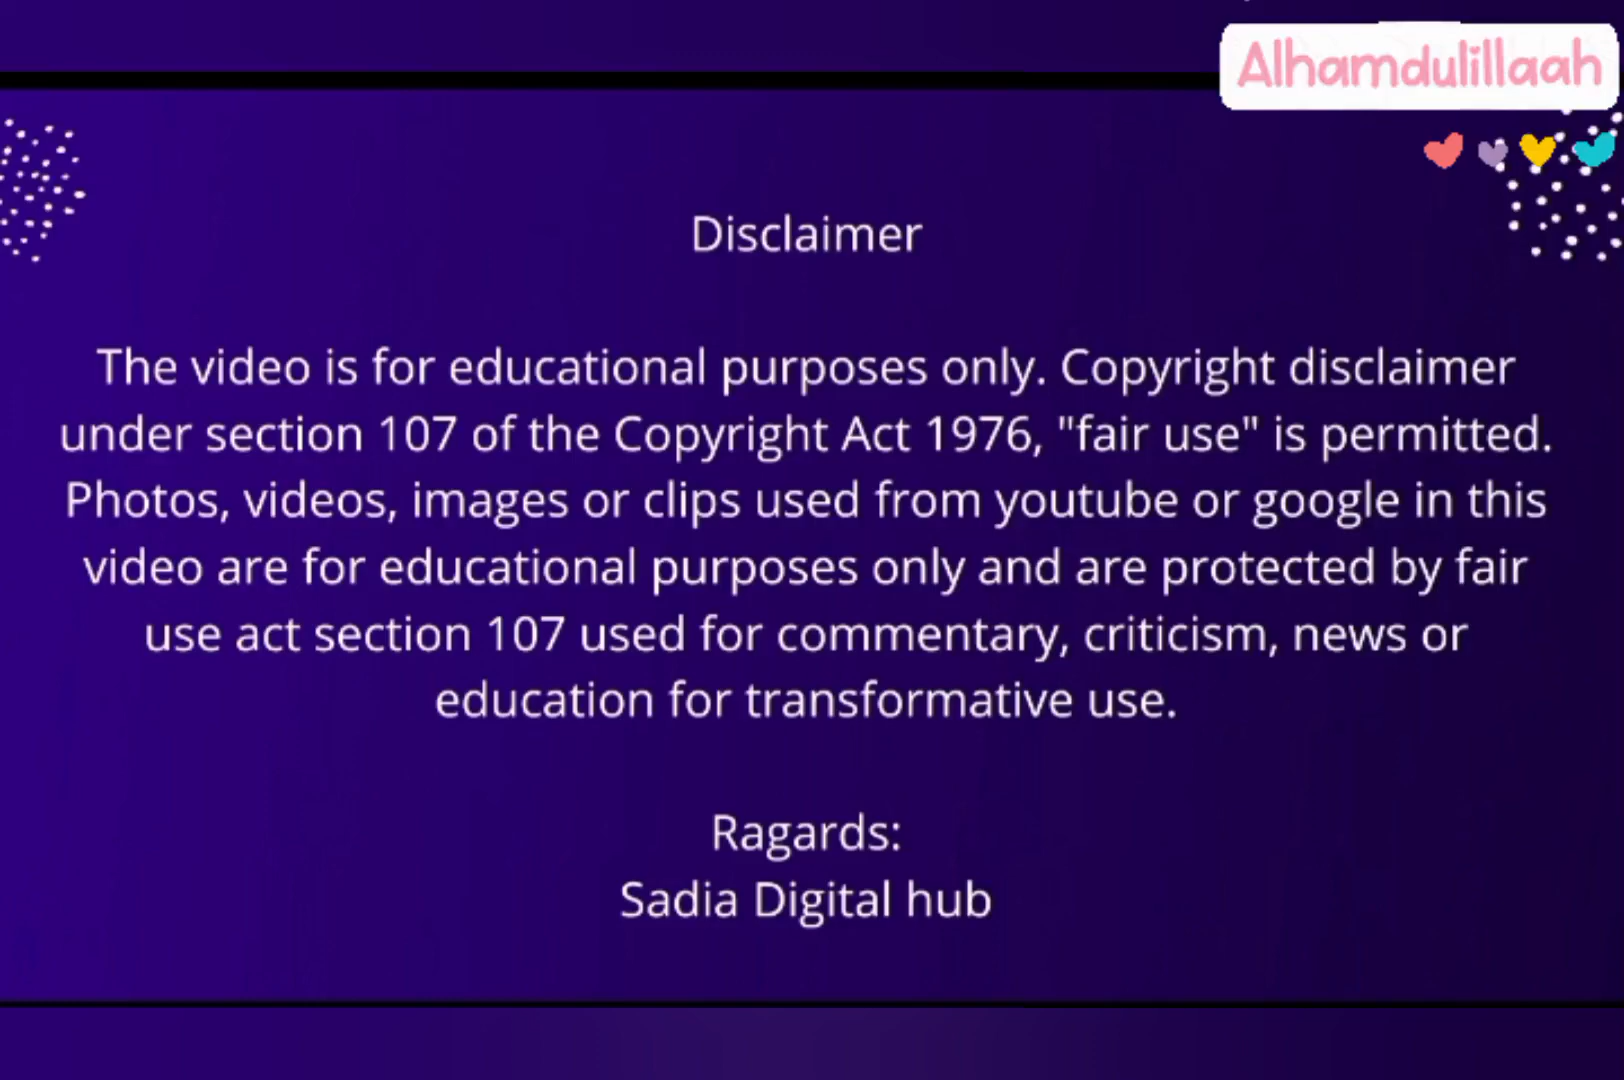 Alhamdulillaah
Disclaimer
The video is for educational purposes only. Copyright disclaimer
under section 107 of the Copyright Act 1976, "fair use" is permitted.
Photos, videos, images or clips used from youtube or google in this
video are for educational purposes only and are protected by fair
use act section 107 used for commentary, criticism, news or
education for transformative use.
Ragards:
Sadia Digital hub